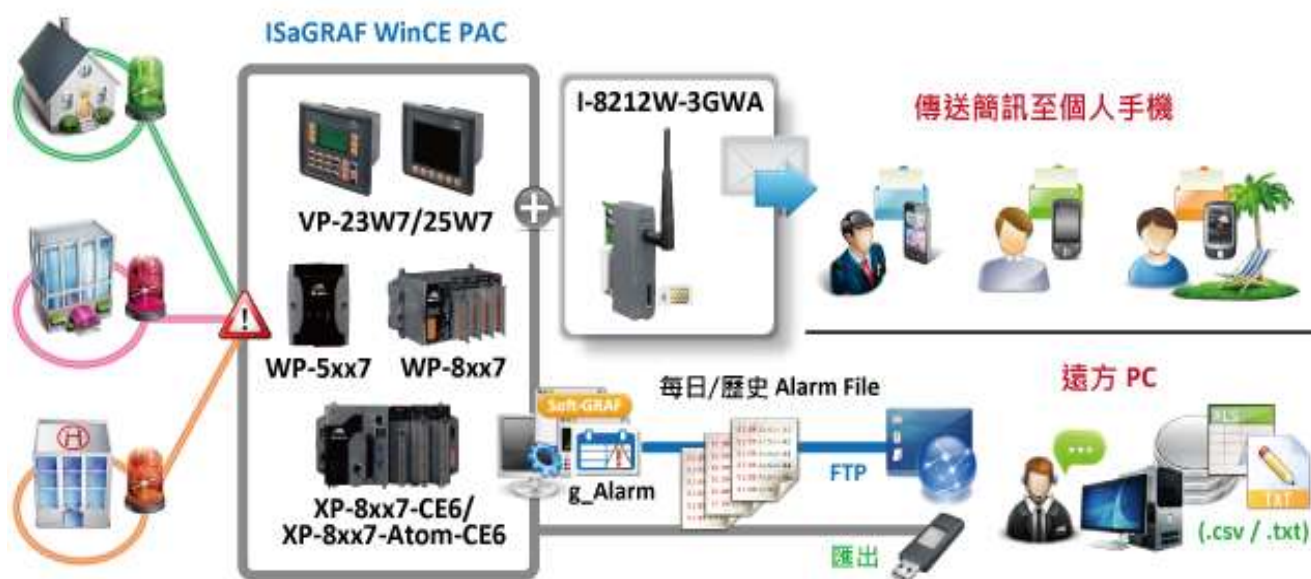 ISaGRAF WinCE PAC
I-8212W-3GWA
傳送簡訊至個人手機
VP-23W7/25W7
WP-5xx7
WP-8xx7
每日/歷史 Alarm File
遠方 PC
Soft-GRAF
XLS
FTP
g_Alarm
XP-8xx7-CE6/
XP-8xx7-Atom-CE6
TXT
(.csv / .txt)
匯出